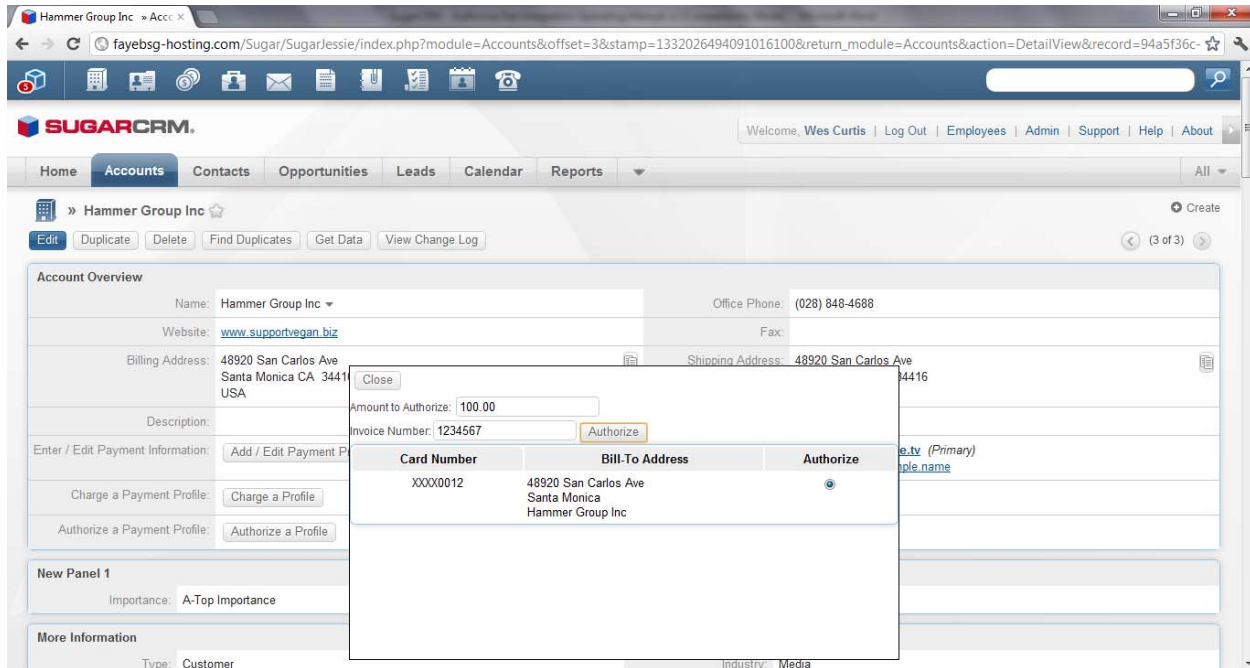 Hammer Group Inc » Acc
fayebsg-hosting.com/Sugar/SugarJessie/index.php?module=Accounts&offset=3&stamp=1332026494091016100&return_module=Accounts&action=DetailView&record=94a5f36c-
SUGARCRM.
Welcome, Wes Curtis | Log Out | Employees | Admin | Support | Help | About
Home Accounts Contacts Opportunities Leads Calendar Reports All
» Hammer Group Inc
Create
Edit Duplicate Delete Find Duplicates Get Data View Change Log
(3 of 3)
Account Overview
Name: Hammer Group Inc Office Phone: (028) 848-4688
Website: www.supportvegan.biz Fax:
Billing Address: 48920 San Carlos Ave Shipping Address: 48920 San Carlos Ave
Santa Monica CA 3441 34416
USA
Close
Amount to Authorize: 100.00
Description:
Invoice Number: 1234567 Authorize
Enter / Edit Payment Information: Add / Edit Payment P e.tv (Primary)
ple.name
Card Number Bill-To Address Authorize
XXXX0012 48920 San Carlos Ave
Santa Monica
Hammer Group Inc
Charge a Payment Profile: Charge a Profile
Authorize a Payment Profile: Authorize a Profile
New Panel 1
Importance: A-Top Importance
More Information
Type: Customer Industry: Media